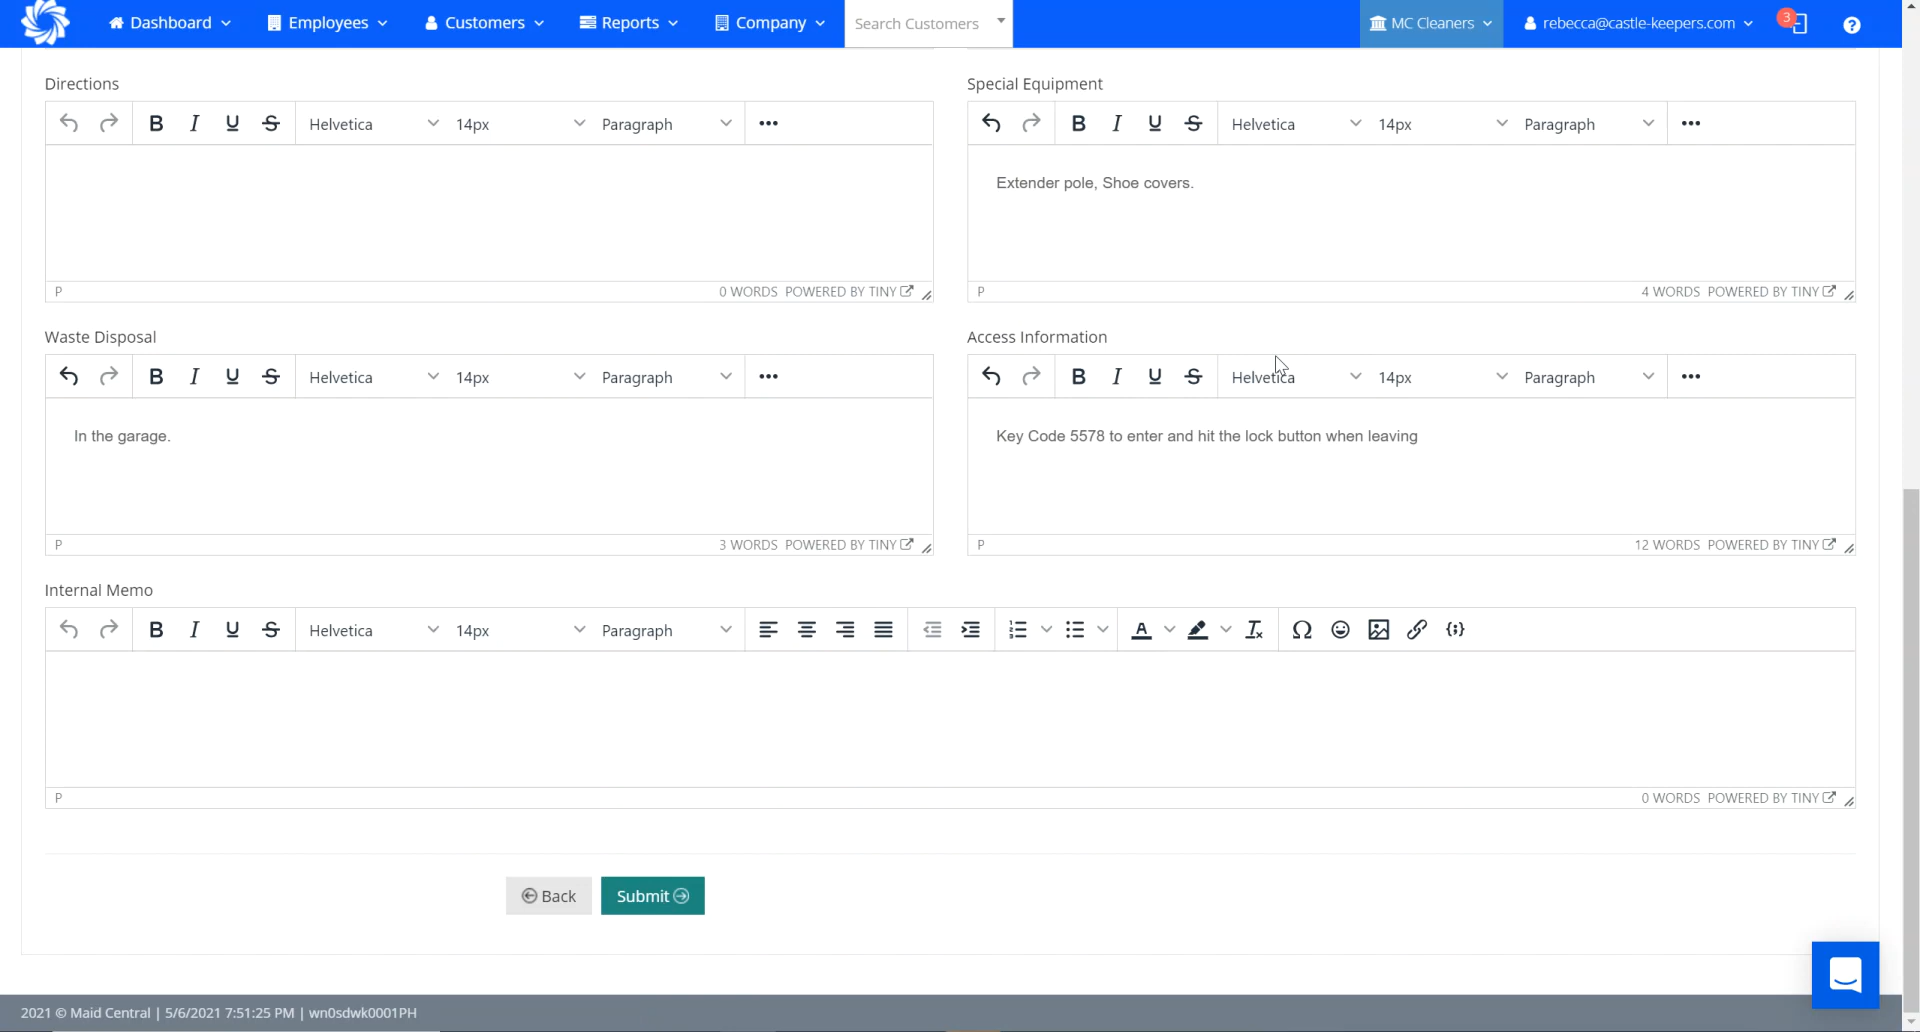 Dashboard Employees Customers Reports Company Search Customers MC Cleaners rebecca@castle-keepers.com 3 ?
Directions Special Equipment
B I U S Helvetica 14px Paragraph ••• B I U S Helvetica 14px Paragraph •••
Extender pole, Shoe covers.
P 0 WORDS POWERED BY TINY P 4 WORDS POWERED BY TINY
Waste Disposal Access Information
B I U S Helvetica 14px Paragraph ••• B I U S Helvetica 14px Paragraph •••
In the garage. Key Code 5578 to enter and hit the lock button when leaving
P 3 WORDS POWERED BY TINY P 12 WORDS POWERED BY TINY
Internal Memo
B I U S Helvetica 14px Paragraph A Ω {;}
P 0 WORDS POWERED BY TINY
Back Submit
2021 © Maid Central | 5/6/2021 7:51:25 PM | wn0sdwk0001PH